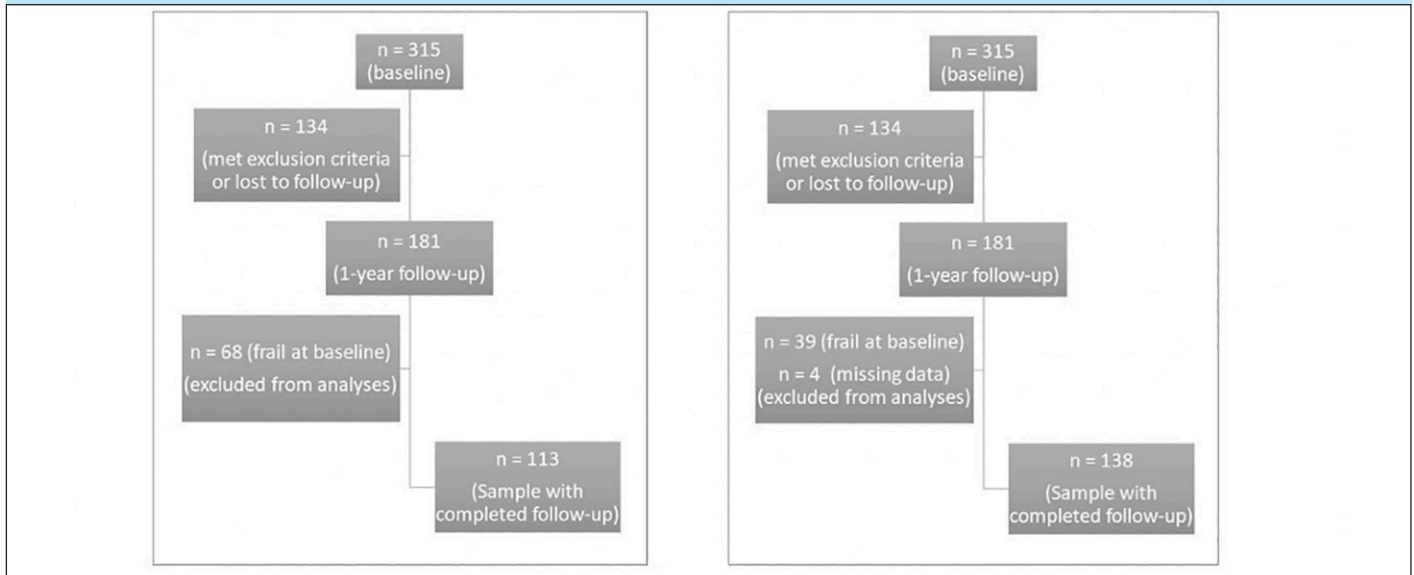 n = 315
(baseline)
n = 134
(met exclusion criteria
or lost to follow-up)
n = 181
(1-year follow-up)
n = 68 (frail at baseline)
(excluded from analyses)
n = 113
(Sample with
completed follow-up)
n = 315
(baseline)
n = 134
(met exclusion criteria
or lost to follow-up)
n = 181
(1-year follow-up)
n = 39 (frail at baseline)
n = 4 (missing data)
(excluded from analyses)
n = 138
(Sample with
completed follow-up)